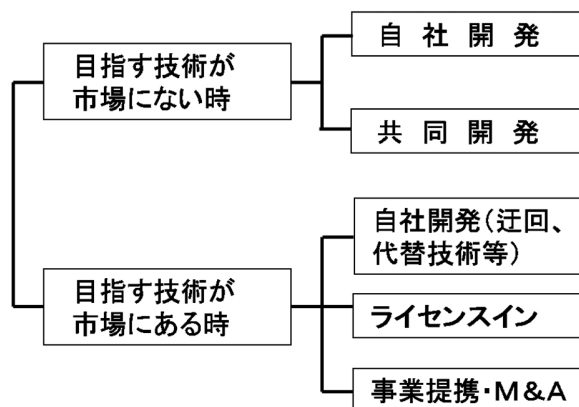 目指す技術が
市場にない時
自 社 開 発
共 同 開 発
目指す技術が
市場にある時
自社開発(迂回、
代替技術等)
ライセンスイン
事業提携・M&A